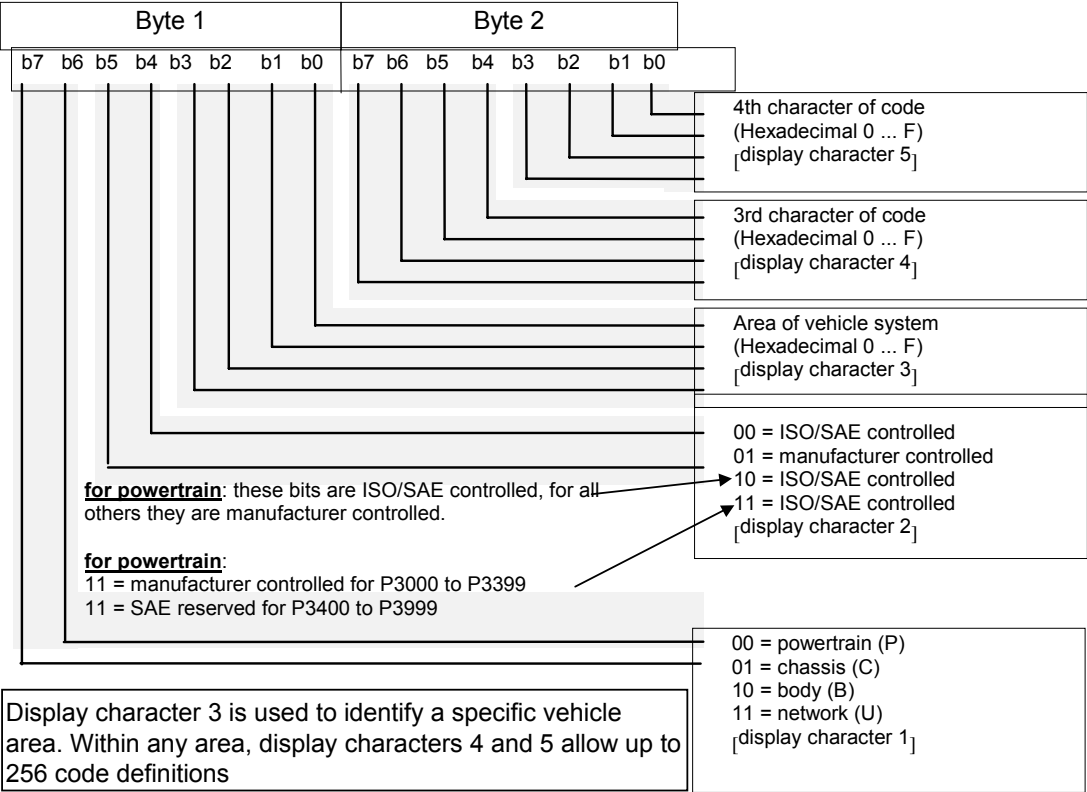 Byte 1
Byte 2
b7 b6 b5 b4 b3 b2 b1 b0 b7 b6 b5 b4 b3 b2 b1 b0
4th character of code
(Hexadecimal 0 ... F)
[display character 5]
3rd character of code
(Hexadecimal 0 ... F)
[display character 4]
Area of vehicle system
(Hexadecimal 0 ... F)
[display character 3]
00 = ISO/SAE controlled
01 = manufacturer controlled
10 = ISO/SAE controlled
11 = ISO/SAE controlled
[display character 2]
for powertrain: these bits are ISO/SAE controlled, for all
others they are manufacturer controlled.
for powertrain:
11 = manufacturer controlled for P3000 to P3399
11 = SAE reserved for P3400 to P3999
00 = powertrain (P)
01 = chassis (C)
10 = body (B)
11 = network (U)
[display character 1]
Display character 3 is used to identify a specific vehicle
area. Within any area, display characters 4 and 5 allow up to
256 code definitions